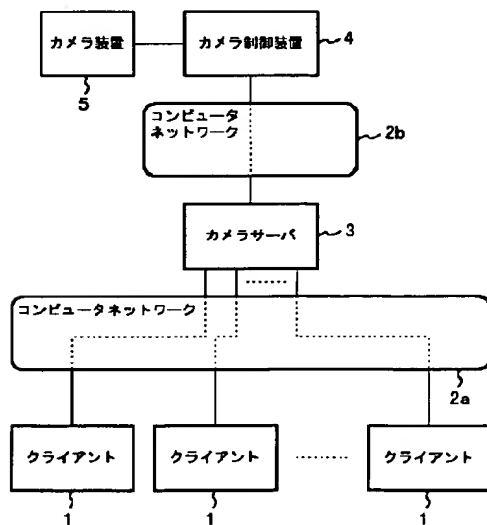 カメラ装置
カメラ制御装置
4
5
コンピュータ
ネットワーク
2b
カメラサーバ
3
コンピュータネットワーク
2a
クライアント
クライアント
クライアント
1
1
1